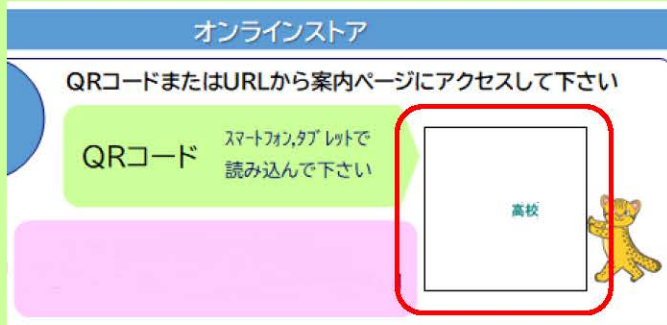 オンラインストア
QRコードまたはURLから案内ページにアクセスして下さい
QRコード
ｽﾏｰﾄﾌｫﾝ,ﾀﾌﾞﾚｯﾄで
読み込んで下さい
高校